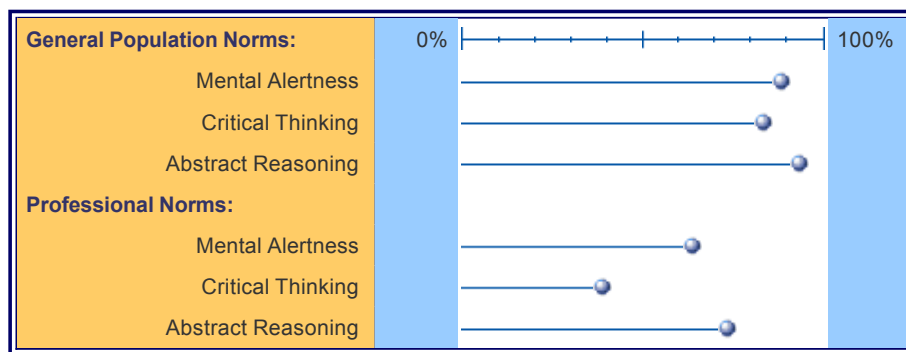 General Population Norms: 0% 100%
Mental Alertness
Critical Thinking
Abstract Reasoning
Professional Norms:
Mental Alertness
Critical Thinking
Abstract Reasoning